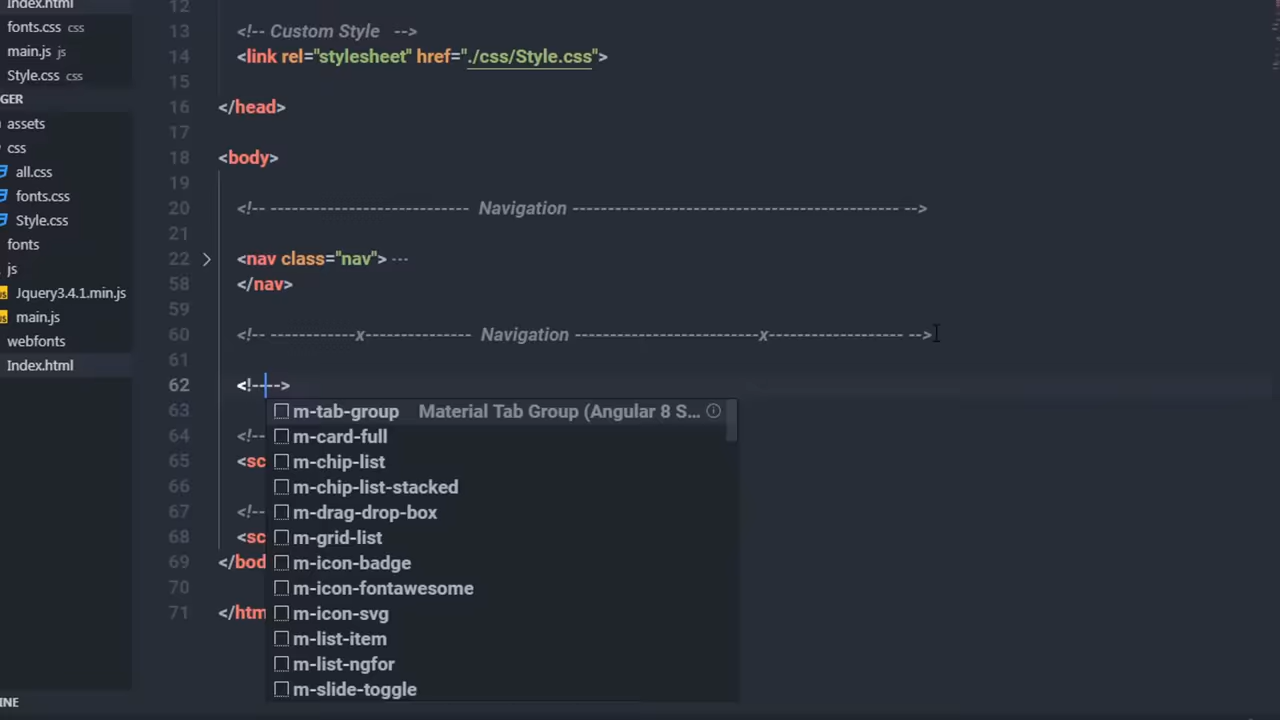 Index.html
fonts.css css
main.js js
Style.css css
GER
assets
css
all.css
fonts.css
Style.css
fonts
js
Jquery3.4.1.min.js
main.js
webfonts
Index.html
INE
12
13 <!-- Custom Style -->
14 <link rel="stylesheet" href="./css/Style.css">
15
16 </head>
17
18 <body>
19
20 <!-- --------------------------- Navigation -------------------------------------------- -->
21
22 <nav class="nav"> ···
58 </nav>
59
60 <!-- ------------x--------------- Navigation -------------------------x------------------- -->
61
62 <!---->
63
64 <!--
65 <sc
66
67 <!--
68 <sc
69 </bod
70
71 </htm
m-tab-group Material Tab Group (Angular 8 S...
m-card-full
m-chip-list
m-chip-list-stacked
m-drag-drop-box
m-grid-list
m-icon-badge
m-icon-fontawesome
m-icon-svg
m-list-item
m-list-ngfor
m-slide-toggle